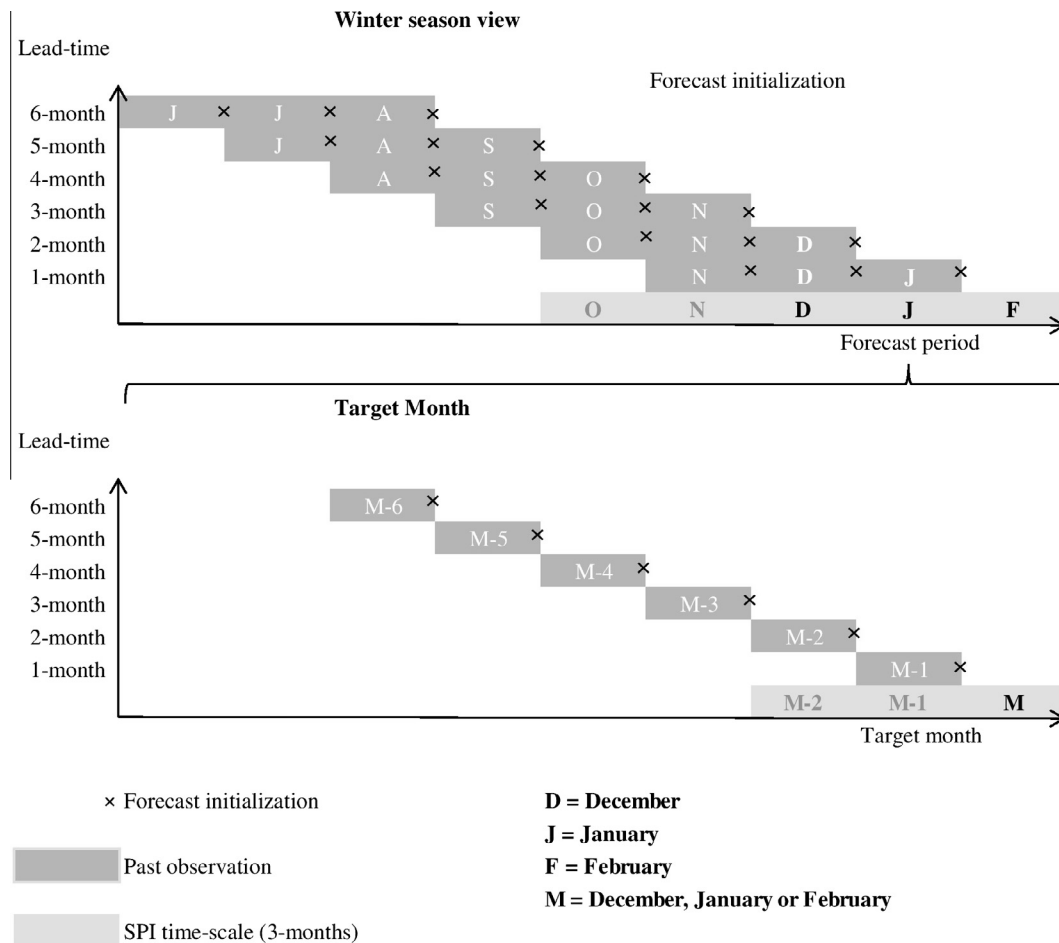 Winter season view
Lead-time
Forecast initialization
6-month J J A
5-month J A S
4-month A S O
3-month S O N
2-month O N D
1-month N D J
O N D J F
Forecast period
Target Month
Lead-time
6-month M-6
5-month M-5
4-month M-4
3-month M-3
2-month M-2
1-month M-1
M-2 M-1 M
Target month
× Forecast initialization
D = December
J = January
Past observation
F = February
M = December, January or February
SPI time-scale (3-months)